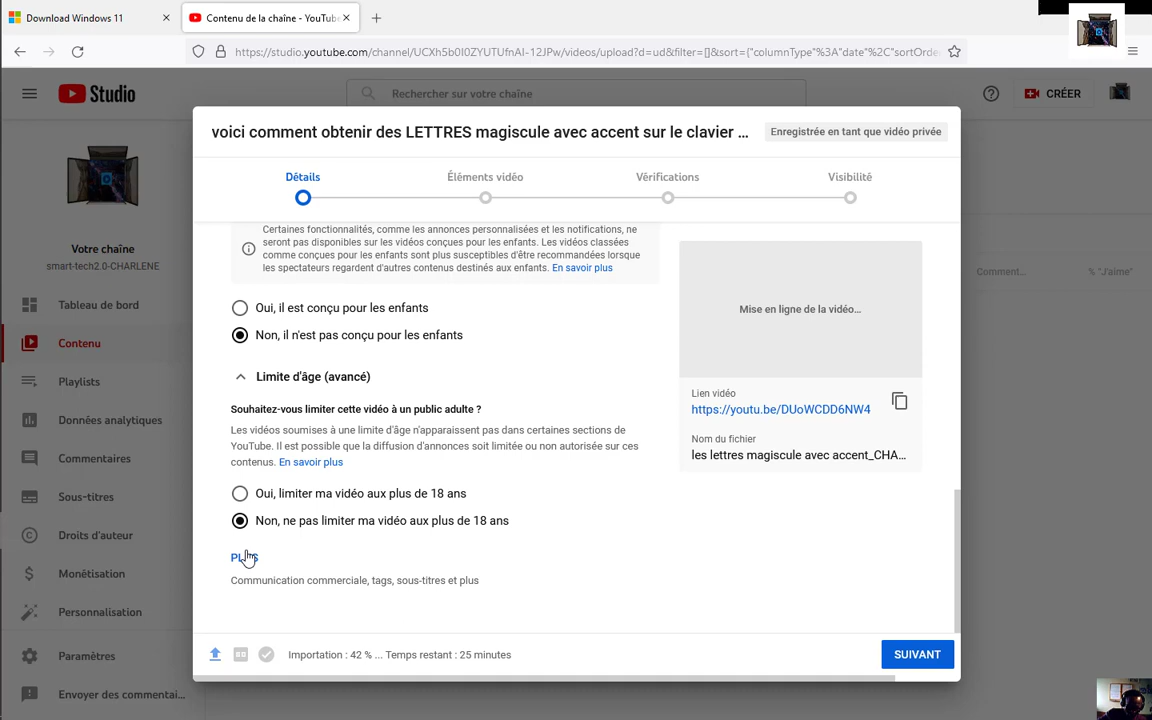 Download Windows 11
Contenu de la chaîne - YouTube
https://studio.youtube.com/channel/UCXh5b0I0ZYUTUfnAI-12JPw/videos/upload?d=ud&filter=[]&sort={"columnType"%3A"date"%2C"sortOrde
Studio
Rechercher sur votre chaîne
CRÉER
voici comment obtenir des LETTRES magiscule avec accent sur le clavier ...
Enregistrée en tant que vidéo privée
Détails
Éléments vidéo
Vérifications
Visibilité
Votre chaîne
smart-tech2.0-CHARLENE
Tableau de bord
Contenu
Playlists
Données analytiques
Commentaires
Sous-titres
Droits d'auteur
Monétisation
Personnalisation
Paramètres
Envoyer des commentai...
Comment...
% "J'aime"
Certaines fonctionnalités, comme les annonces personnalisées et les notifications, ne
seront pas disponibles sur les vidéos conçues pour les enfants. Les vidéos classées
comme conçues pour les enfants sont plus susceptibles d'être recommandées lorsque
les spectateurs regardent d'autres contenus destinés aux enfants. En savoir plus
Oui, il est conçu pour les enfants
Non, il n'est pas conçu pour les enfants
Limite d'âge (avancé)
Souhaitez-vous limiter cette vidéo à un public adulte ?
Les vidéos soumises à une limite d'âge n'apparaissent pas dans certaines sections de
YouTube. Il est possible que la diffusion d'annonces soit limitée ou non autorisée sur ces
contenus. En savoir plus
Oui, limiter ma vidéo aux plus de 18 ans
Non, ne pas limiter ma vidéo aux plus de 18 ans
PLUS
Communication commerciale, tags, sous-titres et plus
Mise en ligne de la vidéo...
Lien vidéo
https://youtu.be/DUoWCDD6NW4
Nom du fichier
les lettres magiscule avec accent_CHA...
Importation : 42 % ... Temps restant : 25 minutes
SUIVANT